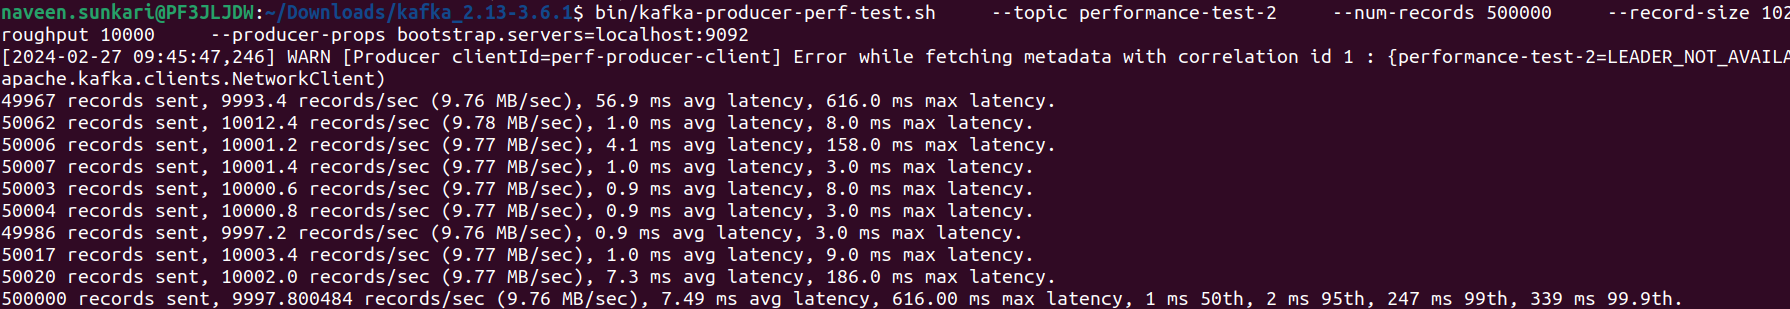 naveen.sunkari@PF3JLJDW:~/Downloads/kafka_2.13-3.6.1$ bin/kafka-producer-perf-test.sh     --topic performance-test-2     --num-records 500000     --record-size 102
roughput 10000     --producer-props bootstrap.servers=localhost:9092
[2024-02-27 09:45:47,246] WARN [Producer clientId=perf-producer-client] Error while fetching metadata with correlation id 1 : {performance-test-2=LEADER_NOT_AVAILA
apache.kafka.clients.NetworkClient)
49967 records sent, 9993.4 records/sec (9.76 MB/sec), 56.9 ms avg latency, 616.0 ms max latency.
50062 records sent, 10012.4 records/sec (9.78 MB/sec), 1.0 ms avg latency, 8.0 ms max latency.
50006 records sent, 10001.2 records/sec (9.77 MB/sec), 4.1 ms avg latency, 158.0 ms max latency.
50007 records sent, 10001.4 records/sec (9.77 MB/sec), 1.0 ms avg latency, 3.0 ms max latency.
50003 records sent, 10000.6 records/sec (9.77 MB/sec), 0.9 ms avg latency, 8.0 ms max latency.
50004 records sent, 10000.8 records/sec (9.77 MB/sec), 0.9 ms avg latency, 3.0 ms max latency.
49986 records sent, 9997.2 records/sec (9.76 MB/sec), 0.9 ms avg latency, 3.0 ms max latency.
50017 records sent, 10003.4 records/sec (9.77 MB/sec), 1.0 ms avg latency, 9.0 ms max latency.
50020 records sent, 10002.0 records/sec (9.77 MB/sec), 7.3 ms avg latency, 186.0 ms max latency.
500000 records sent, 9997.800484 records/sec (9.76 MB/sec), 7.49 ms avg latency, 616.00 ms max latency, 1 ms 50th, 2 ms 95th, 247 ms 99th, 339 ms 99.9th.